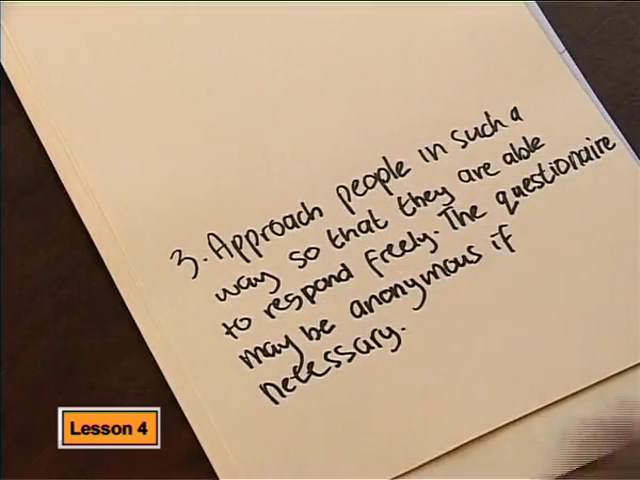 3. Approach people in such a
way so that they are able
to respond freely. The questionaire
may be anonymous if
necessary.
Lesson 4